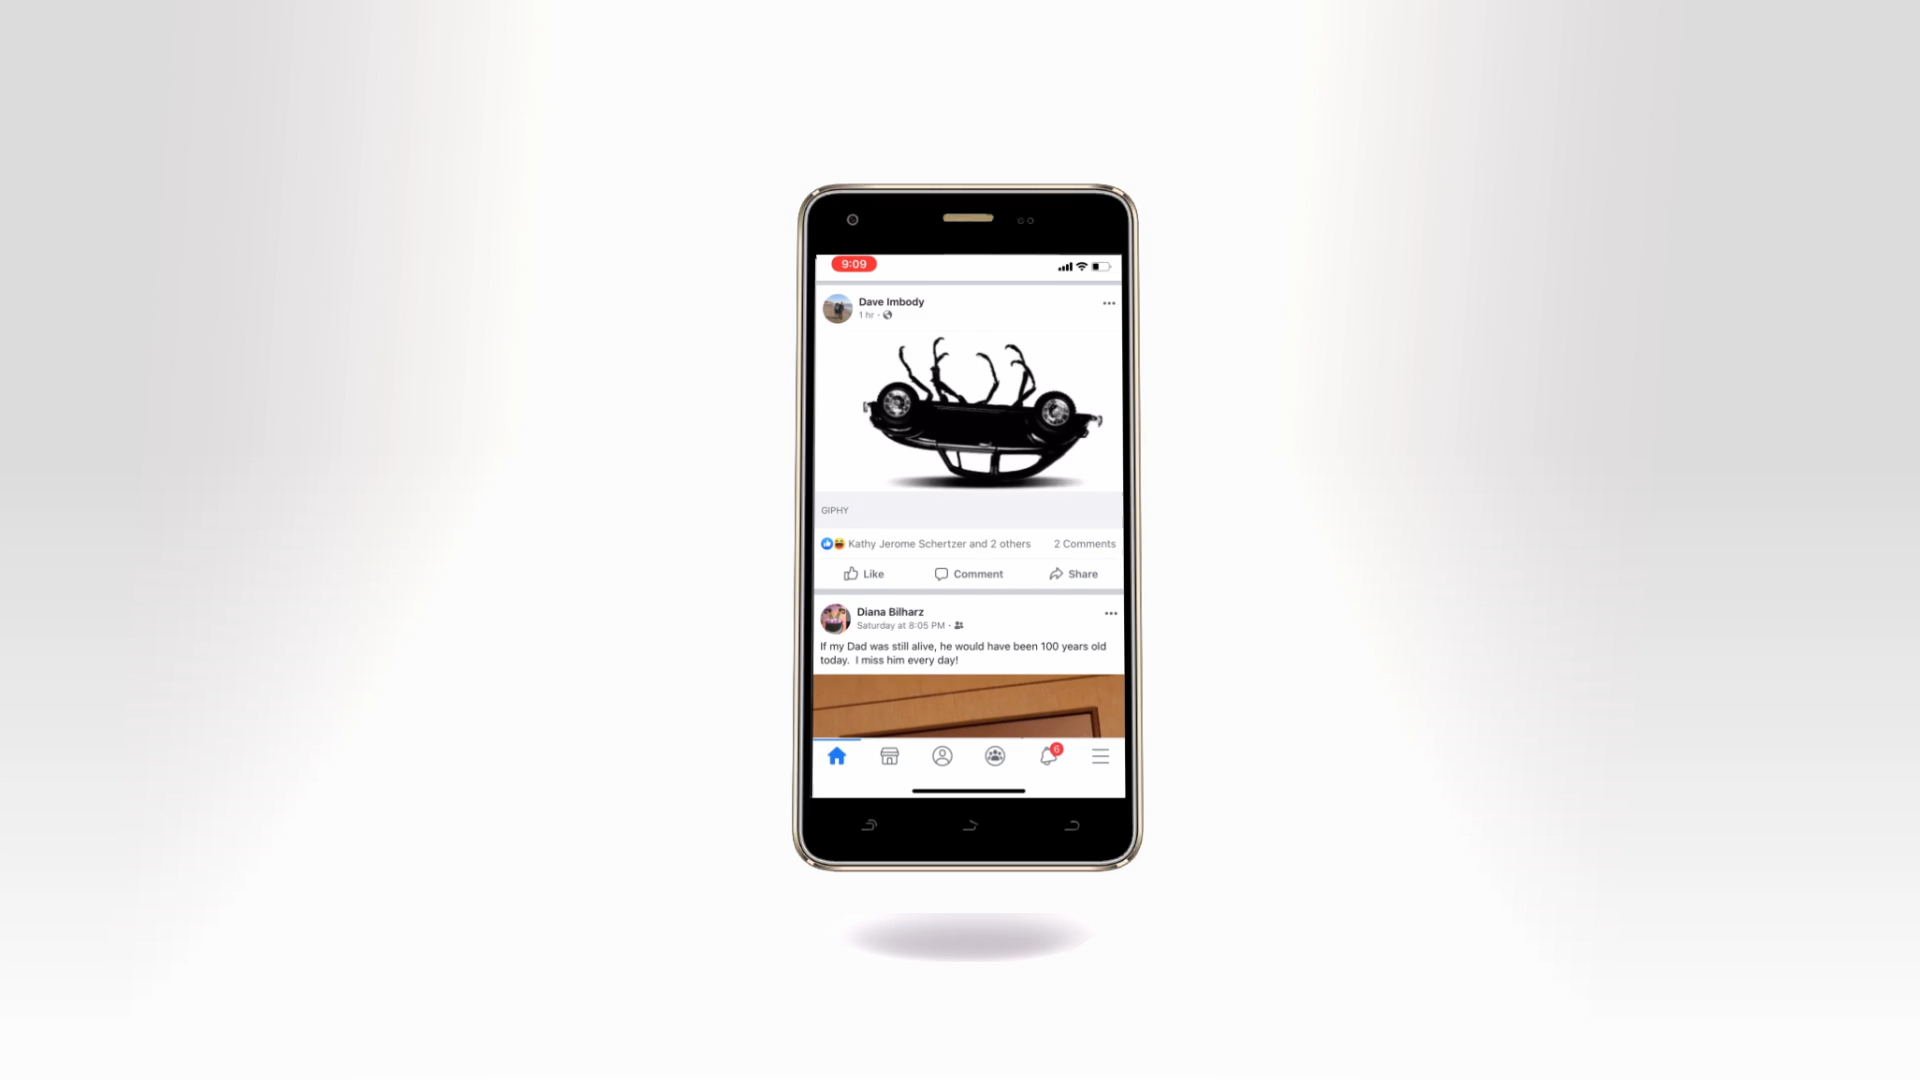 9:09
Dave Imbody
1 hr ·
GIPHY
Kathy Jerome Schertzer and 2 others 2 Comments
Like Comment Share
Diana Bilharz
Saturday at 8:05 PM ·
If my Dad was still alive, he would have been 100 years old
today. I miss him every day!
6